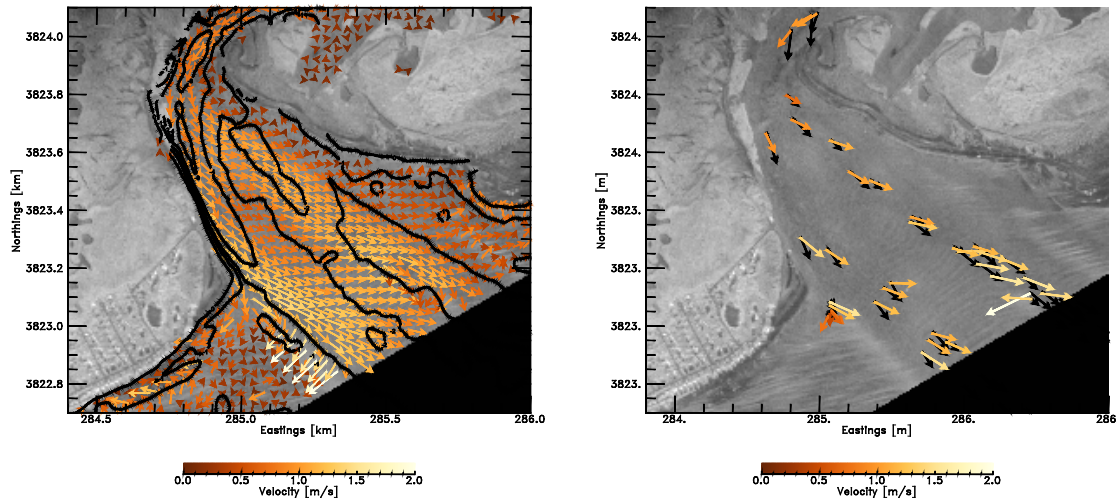 3824.0
3823.8
3823.6
3823.4
3823.2
3823.0
3822.8
Northings [km]
284.5 285.0 285.5 286.0
Eastings [km]
0.0 0.5 1.0 1.5 2.0
Velocity [m/s]
3824.
3824.
3824.
3823.
3823.
3823.
3823.
Northings [m]
284. 285. 286. 286
Eastings [m]
0.0 0.5 1.0 1.5 2.0
Velocity [m/s]